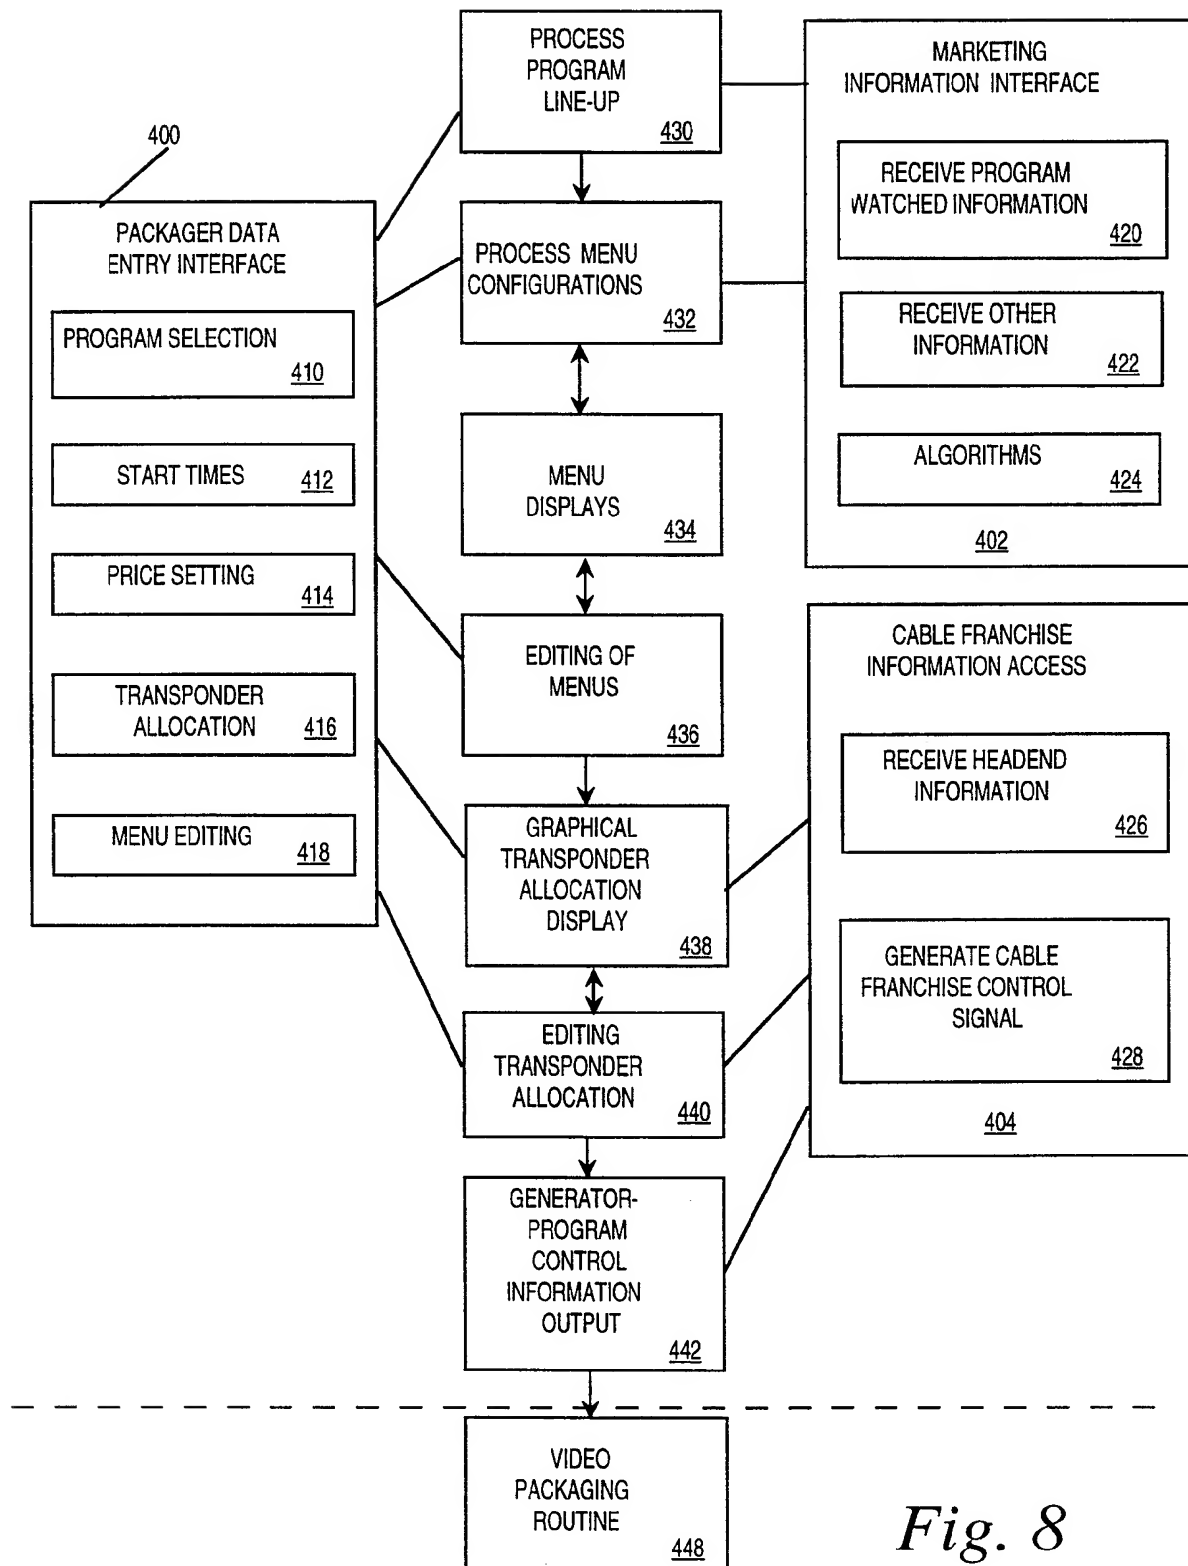 400
PACKAGER DATA
ENTRY INTERFACE
PROGRAM SELECTION
410
START TIMES 412
PRICE SETTING
414
TRANSPONDER
ALLOCATION 416
MENU EDITING 418
PROCESS
PROGRAM
LINE-UP
430
PROCESS MENU
CONFIGURATIONS
432
MENU
DISPLAYS
434
EDITING OF
MENUS
436
GRAPHICAL
TRANSPONDER
ALLOCATION
DISPLAY
438
EDITING
TRANSPONDER
ALLOCATION 440
GENERATOR-
PROGRAM
CONTROL
INFORMATION
OUTPUT
442
VIDEO
PACKAGING
ROUTINE
448
MARKETING
INFORMATION INTERFACE
RECEIVE PROGRAM
WATCHED INFORMATION
420
RECEIVE OTHER
INFORMATION
422
ALGORITHMS
424
402
CABLE FRANCHISE
INFORMATION ACCESS
RECEIVE HEADEND
INFORMATION
426
GENERATE CABLE
FRANCHISE CONTROL
SIGNAL
428
404
Fig. 8